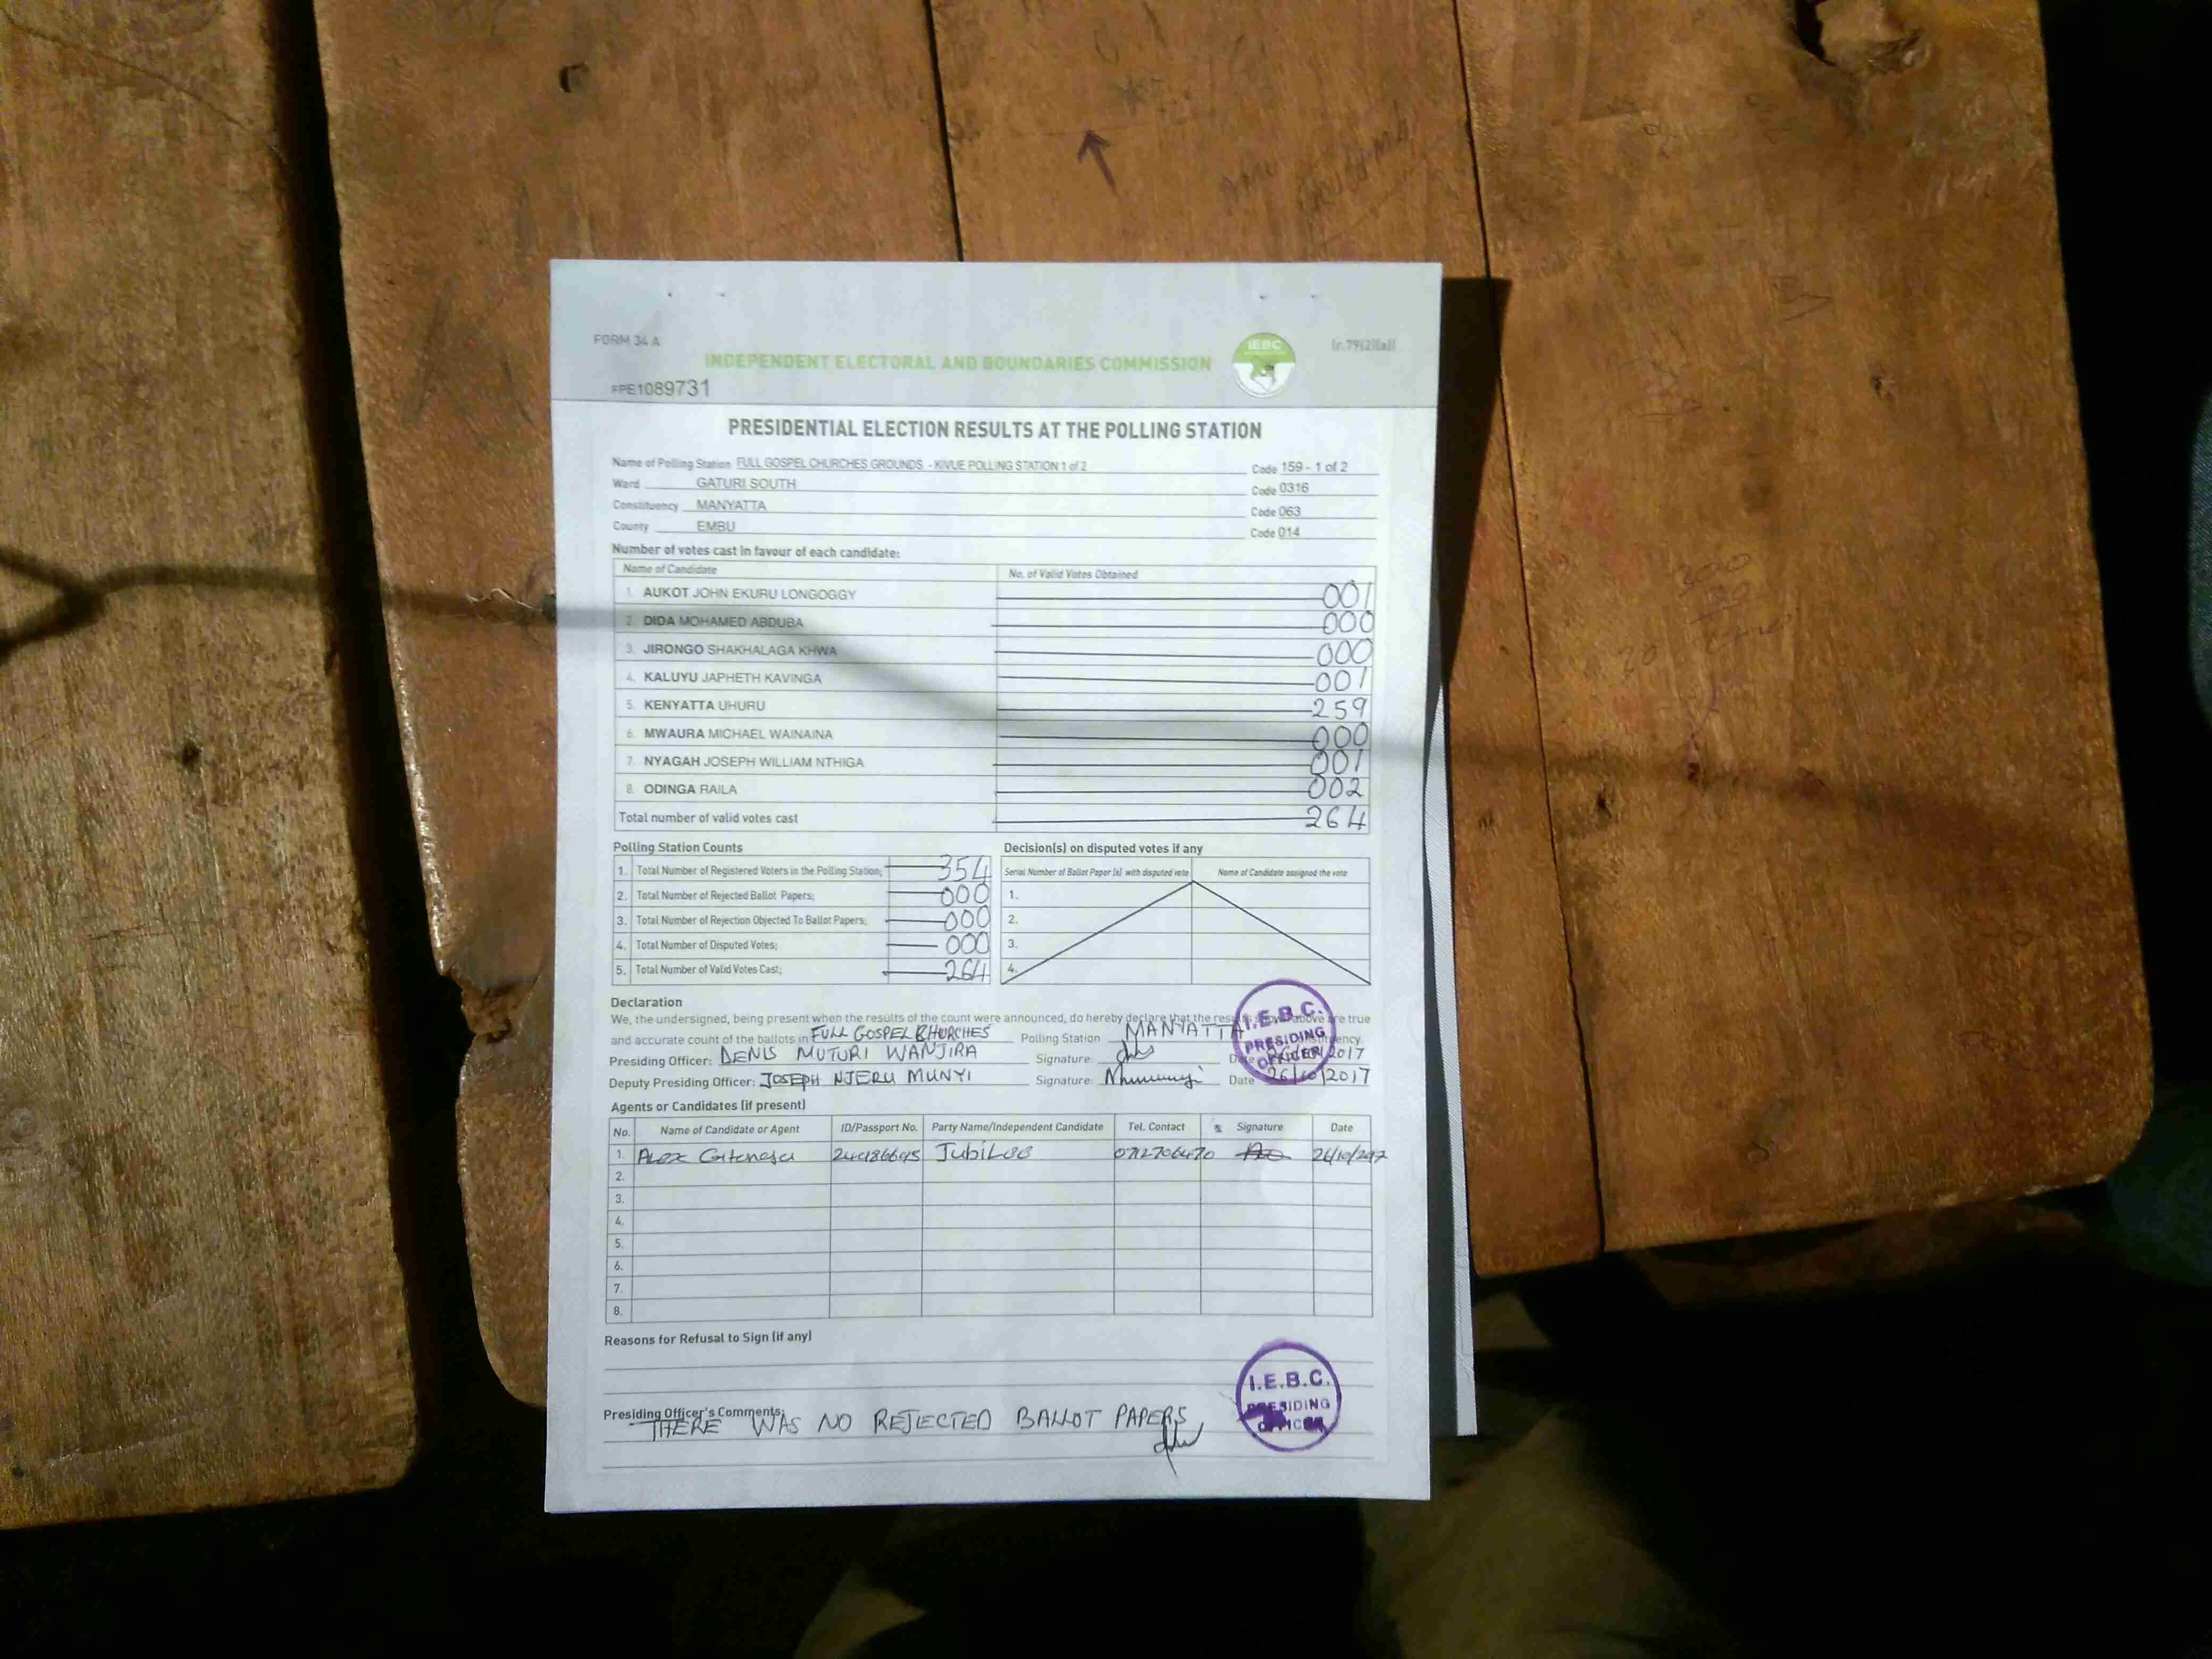 FORM 34 A
IEBC
(r.79(2)(a))
INDEPENDENT ELECTORAL AND BOUNDARIES COMMISSION
FPE1089731
PRESIDENTIAL ELECTION RESULTS AT THE POLLING STATION
Name of Polling Station FULL GOSPEL CHURCHES GROUNDS - KIVUE POLLING STATION 1 of 2 Code 159 - 1 of 2
Ward GATURI SOUTH Code 0316
Constituency MANYATTA Code 063
County EMBU Code 014
Number of votes cast in favour of each candidate:
Name of Candidate No. of Valid Votes Obtained
1. AUKOT JOHN EKURU LONGOGGY 001
2. DIDA MOHAMED ABDUBA 000
3. JIRONGO SHAKHALAGA KHWA 000
4. KALUYU JAPHETH KAVINGA 001
5. KENYATTA UHURU 259
6. MWAURA MICHAEL WAINAINA 000
7. NYAGAH JOSEPH WILLIAM NTHIGA 001
8. ODINGA RAILA 002
Total number of valid votes cast 264
Polling Station Counts
1. Total Number of Registered Voters in the Polling Station; 354
2. Total Number of Rejected Ballot Papers; 000
3. Total Number of Rejection Objected To Ballot Papers; 000
4. Total Number of Disputed Votes; 000
5. Total Number of Valid Votes Cast; 264
Decision(s) on disputed votes if any
Serial Number of Ballot Paper (s) with disputed vote Name of Candidate assigned the vote
1.
2.
3.
4.
Declaration
We, the undersigned, being present when the results of the count were announced, do hereby declare that the results above are true
and accurate count of the ballots in FULL GOSPEL CHURCHES Polling Station MANYATTA
Presiding Officer: DENIS MUTURI WANJIRA Signature: Date 2017
Deputy Presiding Officer: JOSEPH NJERU MUNYI Signature: Date 26/10/2017
I.E.B.C.
PRESIDING
OFFICER
Agents or Candidates (if present)
No. Name of Candidate or Agent ID/Passport No. Party Name/Independent Candidate Tel. Contact Signature Date
1. Alex Jubilee 0712706470
2.
3.
4.
5.
6.
7.
8.
Reasons for Refusal to Sign (if any)
Presiding Officer's Comments;
THERE WAS NO REJECTED BALLOT PAPERS
I.E.B.C.
PRESIDING
OFFICER